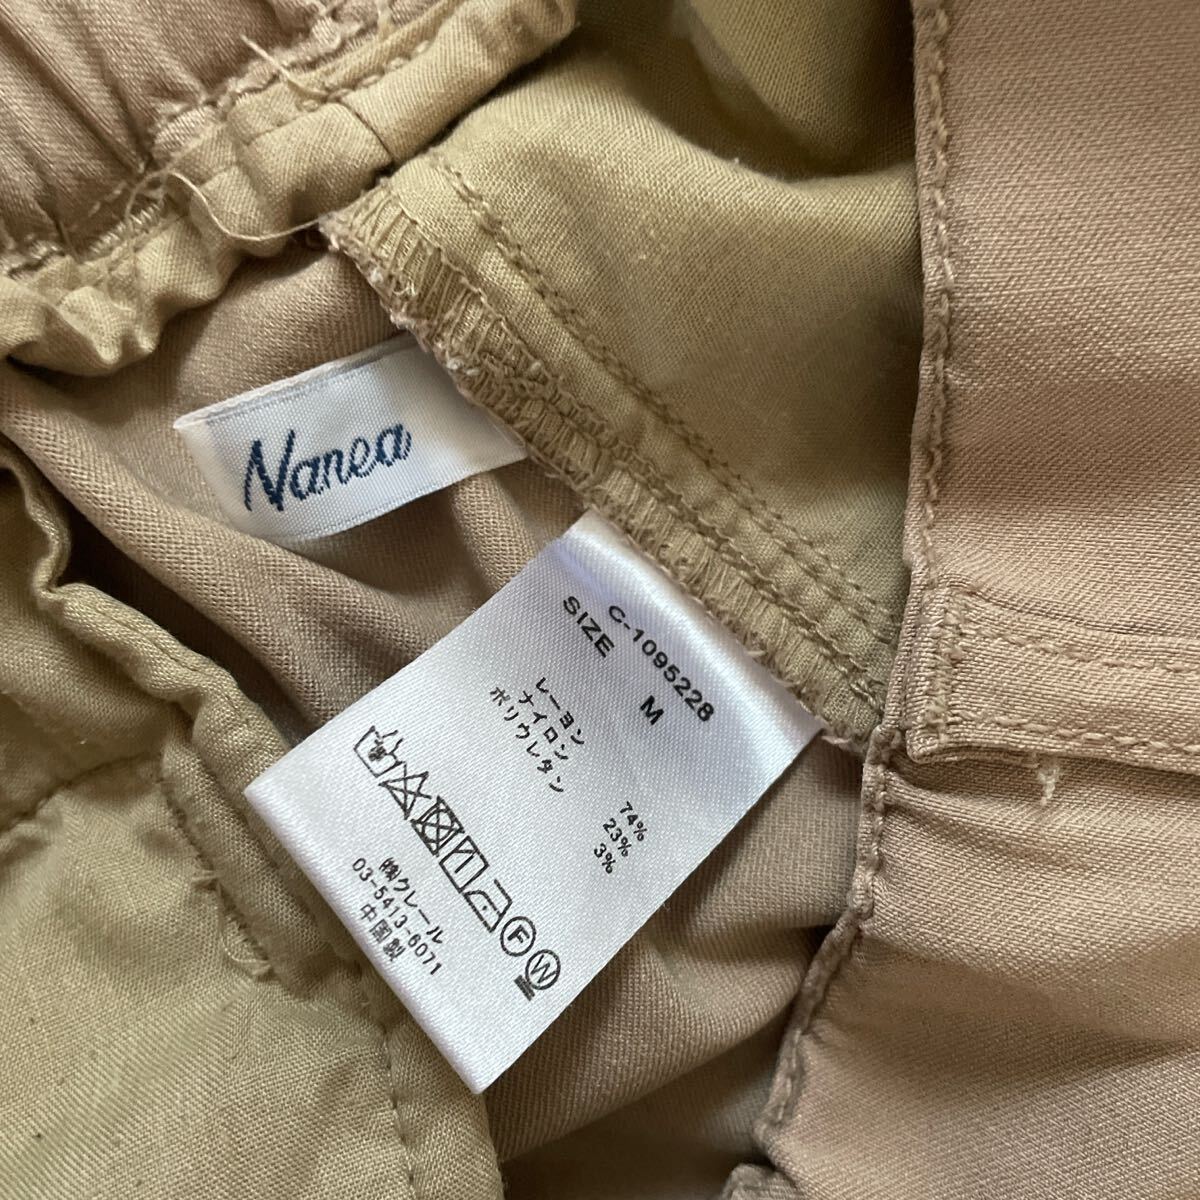 Nanea
C-1095228
SIZE M
レーヨン 74%
ナイロン 23%
ポリウレタン 3%
F W
㈱クレール
03-5413-6071
中国製